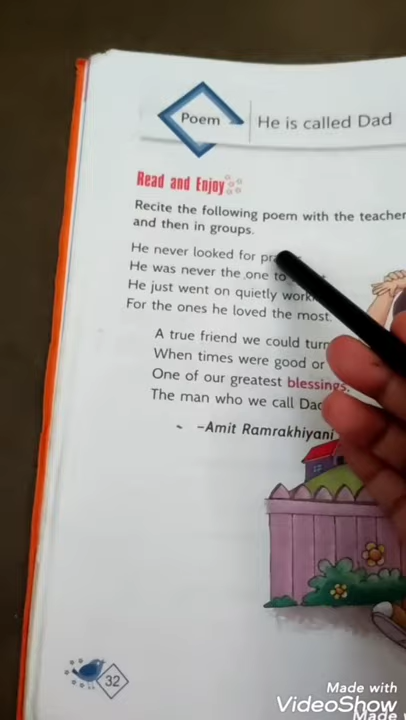 Poem
He is called Dad
Read and Enjoy
Recite the following poem with the teacher
and then in groups.
He never looked for
He was never the one to
He just went on quietly
For the ones he loved the most.
A true friend we could turn
When times were good or
One of our greatest blessings,
The man who we call Dad
–Amit Ramrakhiyani
32
Made with
VideoShow
Made